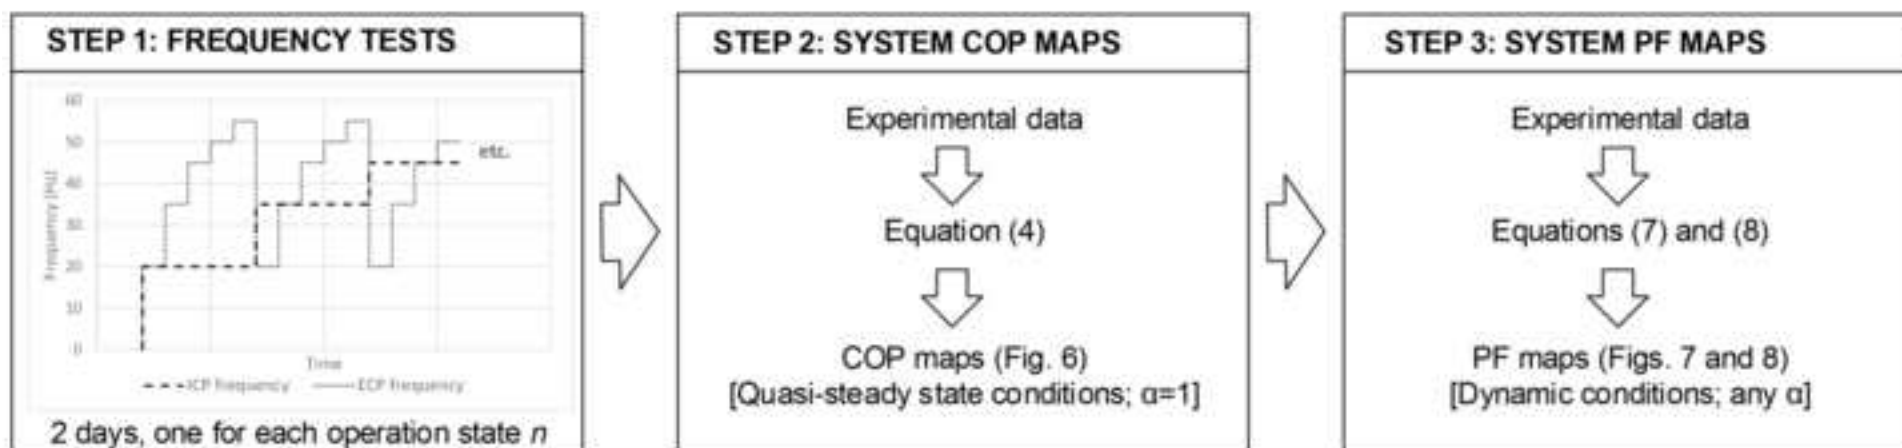 STEP 1: FREQUENCY TESTS
60
50
40
30
20
10
0
Frequency [Hz]
etc.
Time
ICP frequency
ECP frequency
2 days, one for each operation state n
STEP 2: SYSTEM COP MAPS
Experimental data
Equation (4)
COP maps (Fig. 6)
[Quasi-steady state conditions; α=1]
STEP 3: SYSTEM PF MAPS
Experimental data
Equations (7) and (8)
PF maps (Figs. 7 and 8)
[Dynamic conditions; any α]